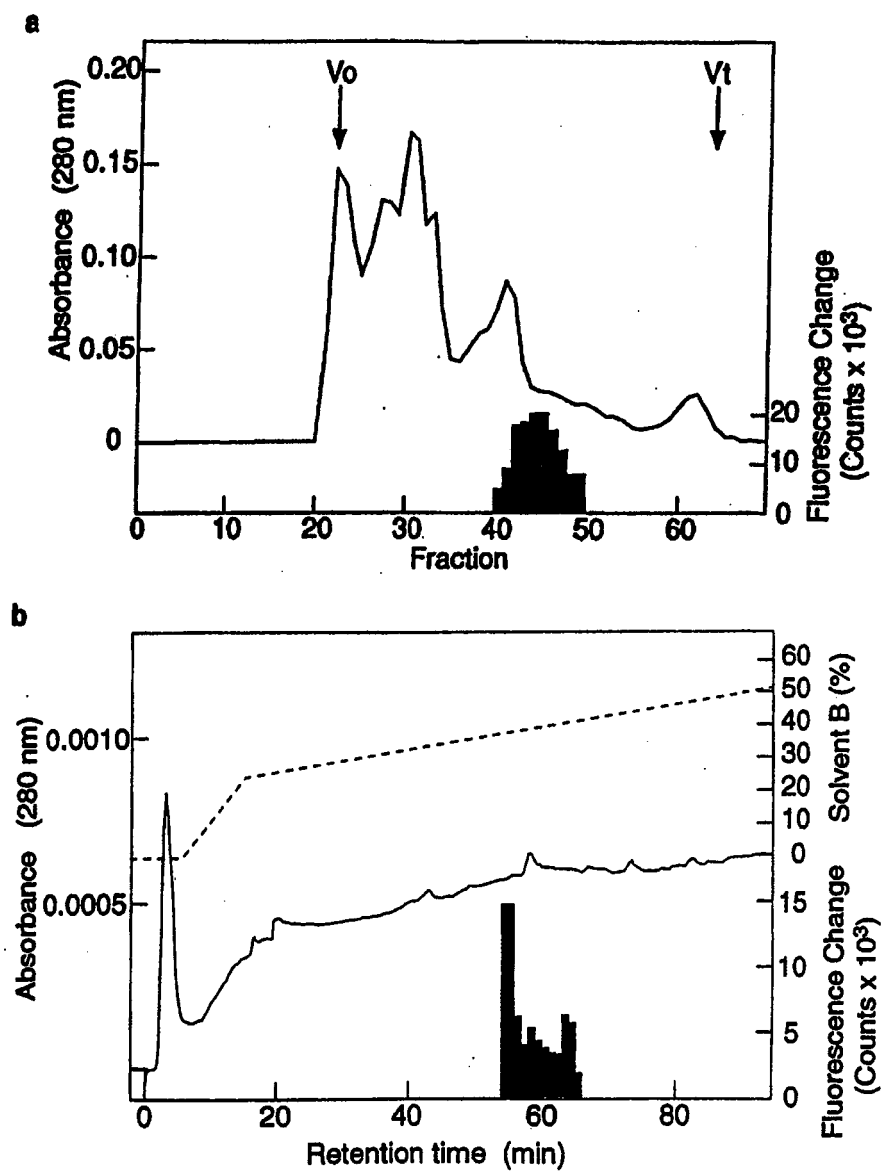 a
Vo
Vt
0.20
0.15
0.10
0.05
0
Absorbance (280 nm)
20
10
0
Fluorescence Change
(Counts x 10³)
0 10 20 30 40 50 60
Fraction
b
0.0010
0.0005
Absorbance (280 nm)
60
50
40
30
20
10
0
Solvent B (%)
15
10
5
0
Fluorescence Change
(Counts x 10³)
0 20 40 60 80
Retention time (min)